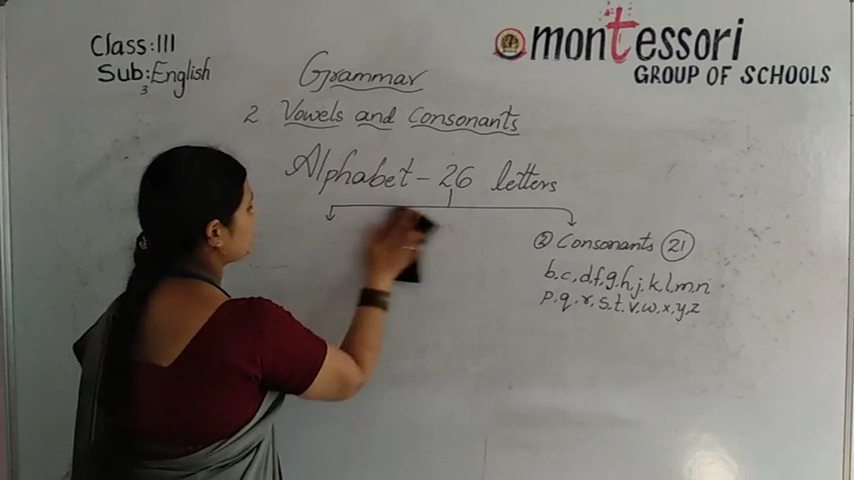 Class:III
Sub:English
3
montessori
GROUP OF SCHOOLS
Grammar
2 Vowels and Consonants
Alphabet - 26 letters
② Consonants 21
b,c,d,f,g,h,j,k,l,m,n
p,q,r,s,t,v,w,x,y,z